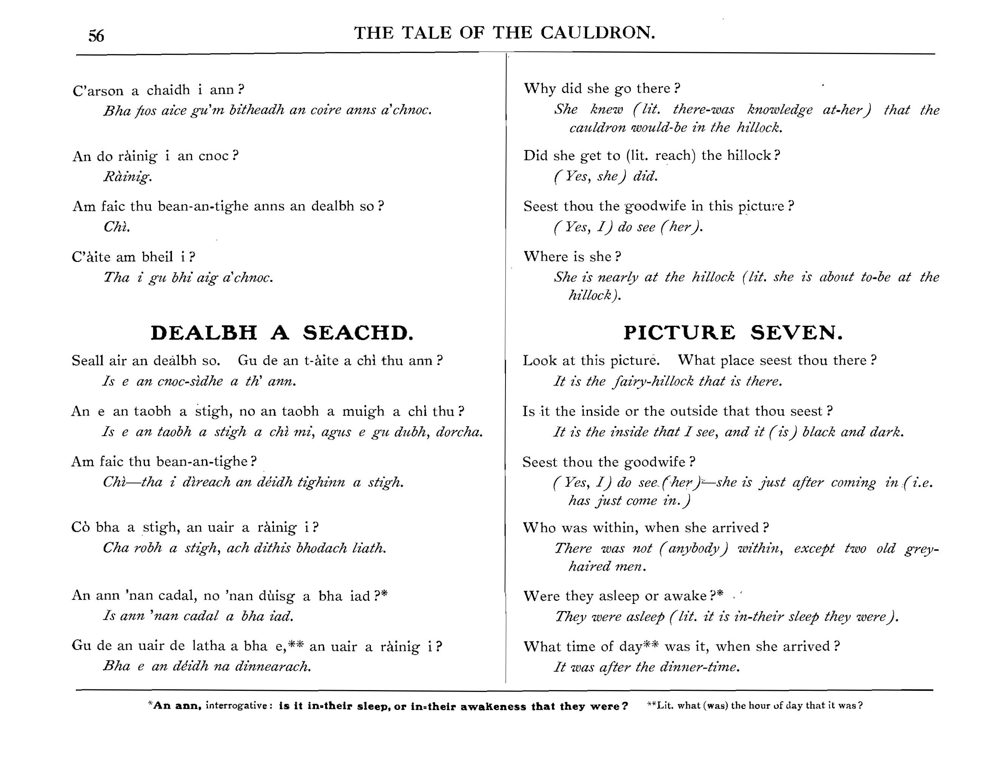 56
THE TALE OF THE CAULDRON.
C'arson a chaidh i ann ?
Bha fios aice gu'm bitheadh an coire anns a' chnoc.
An do ràinig i an cnoc ?
Ràinig.
Am faic thu bean-an-tighe anns an dealbh so ?
Chì.
C'àite am bheil i ?
Tha i gu bhi aig a' chnoc.
DEALBH A SEACHD.
Seall air an dealbh so. Gu de an t-àite a chì thu ann ?
Is e an cnoc-sìdhe a th' ann.
An e an taobh a stigh, no an taobh a muigh a chì thu ?
Is e an taobh a stigh a chì mi, agus e gu dubh, dorcha.
Am faic thu bean-an-tighe ?
Chì—tha i dìreach an déidh tighinn a stigh.
Cò bha a stigh, an uair a ràinig i ?
Cha robh a stigh, ach dithis bhodach liath.
An ann 'nan cadal, no 'nan dùisg a bha iad ?*
Is ann 'nan cadal a bha iad.
Gu de an uair de latha a bha e,** an uair a ràinig i ?
Bha e an déidh na dinnearach.
Why did she go there ?
She knew (lit. there-was knowledge at-her) that the
cauldron would-be in the hillock.
Did she get to (lit. reach) the hillock ?
(Yes, she) did.
Seest thou the goodwife in this picture ?
(Yes, I) do see (her).
Where is she ?
She is nearly at the hillock (lit. she is about to-be at the
hillock).
PICTURE SEVEN.
Look at this picture. What place seest thou there ?
It is the fairy-hillock that is there.
Is it the inside or the outside that thou seest ?
It is the inside that I see, and it (is) black and dark.
Seest thou the goodwife ?
(Yes, I) do see (her)—she is just after coming in (i.e.
has just come in.)
Who was within, when she arrived ?
There was not (anybody) within, except two old grey-
haired men.
Were they asleep or awake ?*
They were asleep (lit. it is in-their sleep they were).
What time of day** was it, when she arrived ?
It was after the dinner-time.
*An ann, interrogative: is it in-their sleep, or in-their awakeness that they were ? **Lit. what (was) the hour of day that it was ?